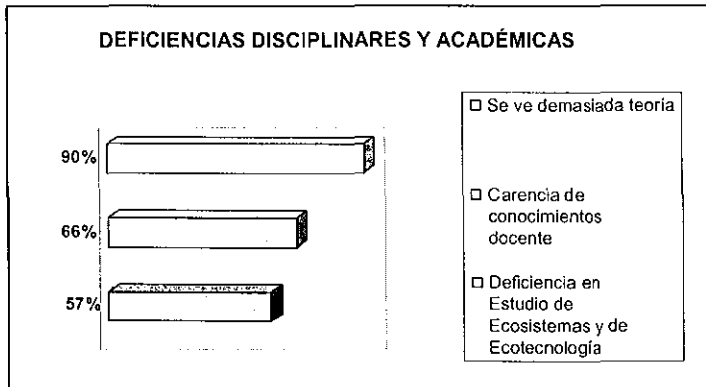 DEFICIENCIAS DISCIPLINARES Y ACADÉMICAS
90%
66%
57%
Se ve demasiada teoría
Carencia de
conocimientos
docente
Deficiencia en
Estudio de
Ecosistemas y de
Ecotecnología